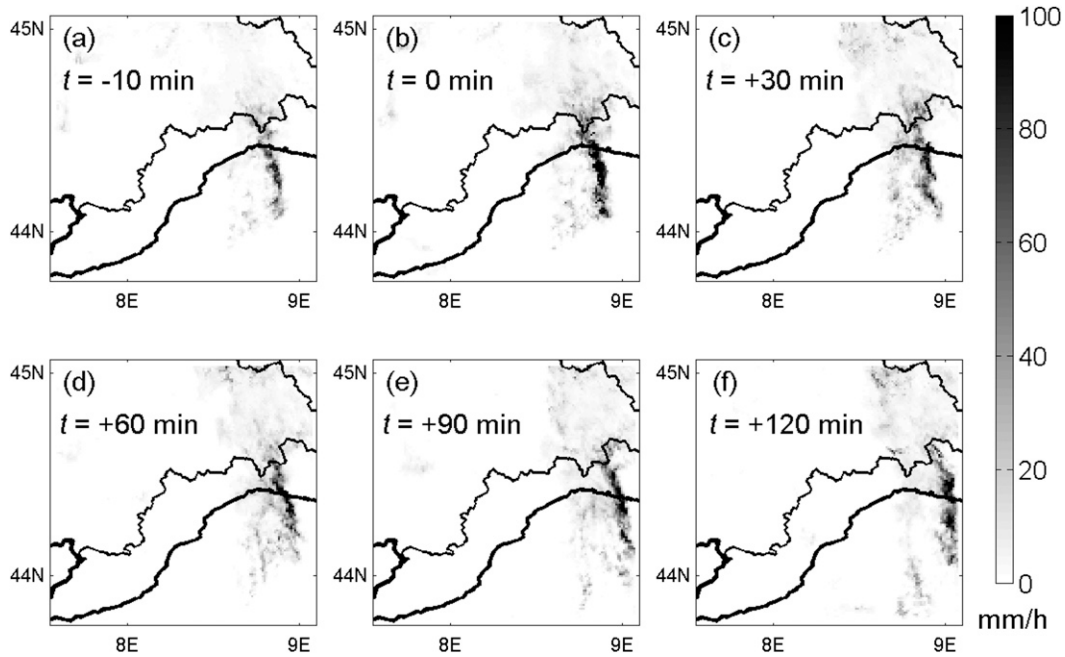 (a)
t = -10 min
(b)
t = 0 min
(c)
t = +30 min
45N
44N
8E
9E
45N
44N
8E
9E
45N
44N
8E
9E
(d)
t = +60 min
(e)
t = +90 min
(f)
t = +120 min
45N
44N
8E
9E
45N
44N
8E
9E
45N
44N
8E
9E
100
80
60
40
20
0
mm/h